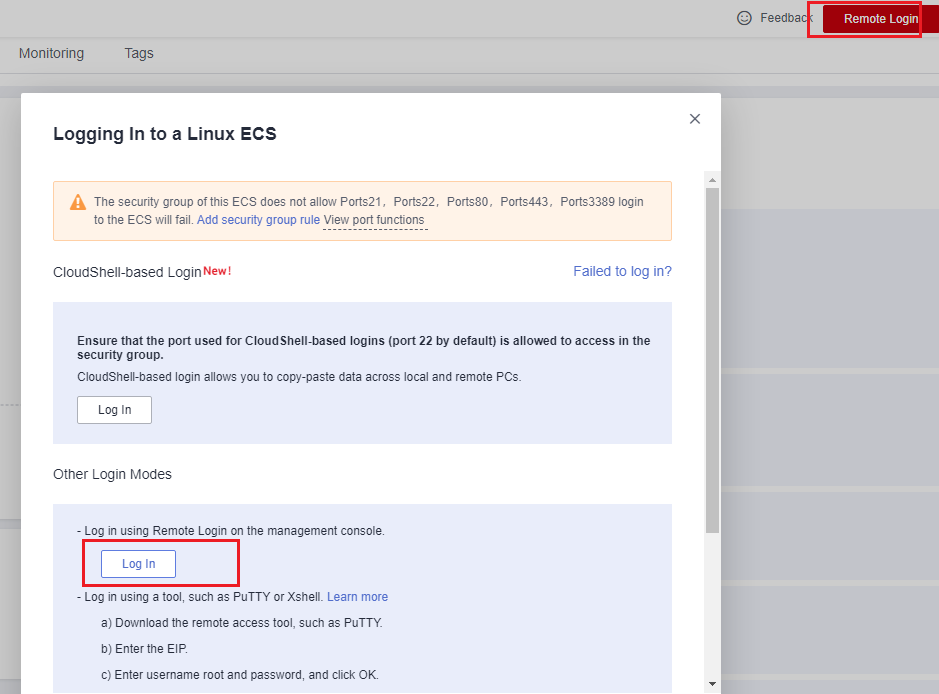 Feedback
Remote Login
Monitoring
Tags
Logging In to a Linux ECS
The security group of this ECS does not allow Ports21，Ports22，Ports80，Ports443，Ports3389 login
to the ECS will fail. Add security group rule View port functions
CloudShell-based Login New!
Failed to log in?
Ensure that the port used for CloudShell-based logins (port 22 by default) is allowed to access in the
security group.
CloudShell-based login allows you to copy-paste data across local and remote PCs.
Log In
Other Login Modes
- Log in using Remote Login on the management console.
Log In
- Log in using a tool, such as PuTTY or Xshell. Learn more
a) Download the remote access tool, such as PuTTY.
b) Enter the EIP.
c) Enter username root and password, and click OK.